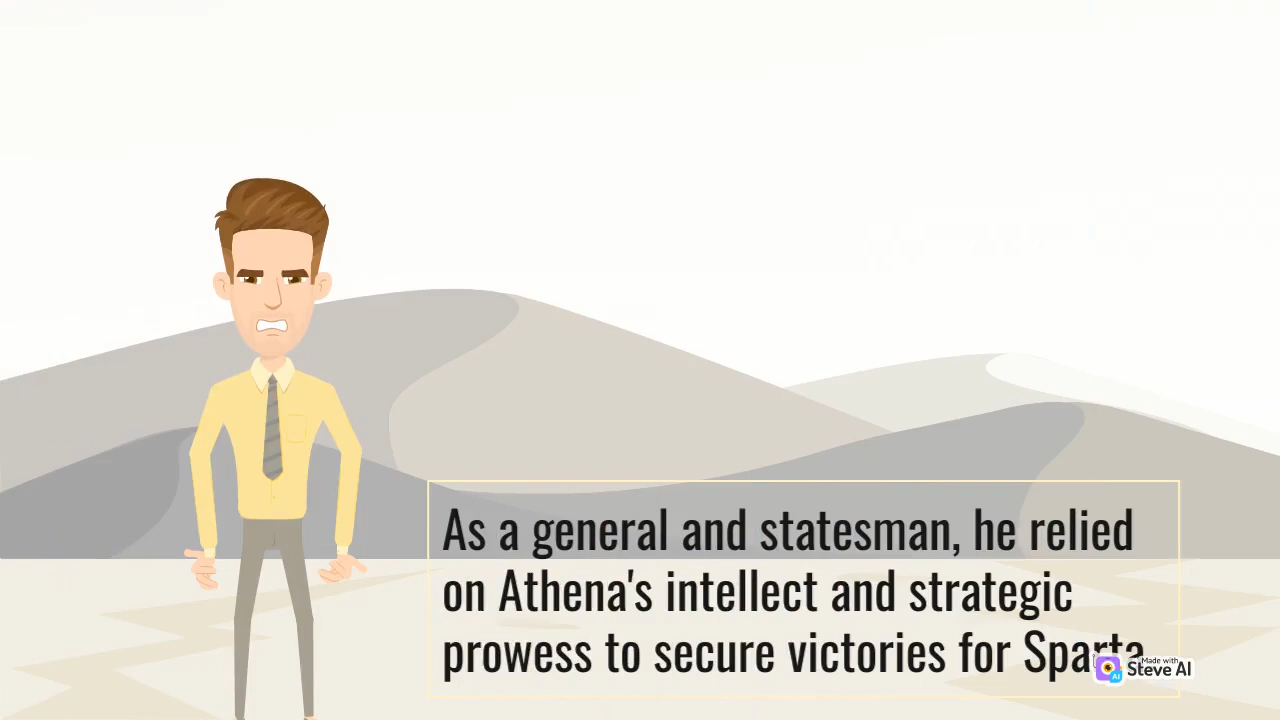 As a general and statesman, he relied
on Athena's intellect and strategic
prowess to secure victories for Sparta
Made with
Steve AI
AI